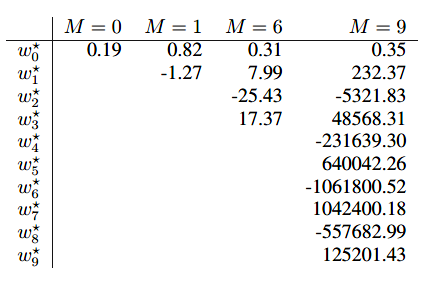 M = 0 M = 1 M = 6 M = 9
w₀* 0.19 0.82 0.31 0.35
w₁* -1.27 7.99 232.37
w₂* -25.43 -5321.83
w₃* 17.37 48568.31
w₄* -231639.30
w₅* 640042.26
w₆* -1061800.52
w₇* 1042400.18
w₈* -557682.99
w₉* 125201.43